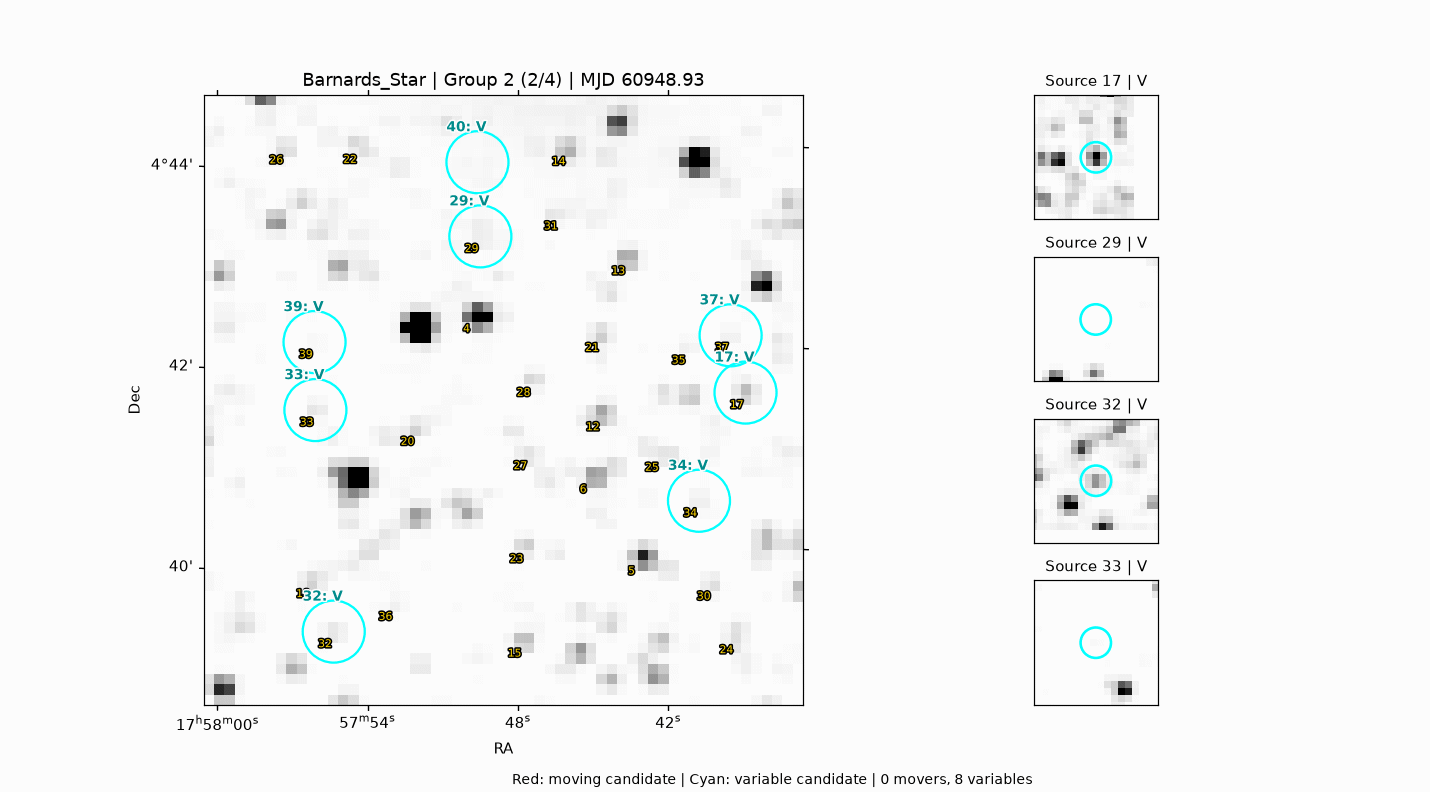 Barnards_Star | Group 2 (2/4) | MJD 60948.93
Source 17 | V
40: V
4°44'
26
22
14
29: V
31
29
Source 29 | V
13
39: V
37: V
4
21
37
39
35
17: V
42'
33: V
28
17
Source 32 | V
Dec
33
12
20
34: V
27
25
6
34
23
Source 33 | V
40'
5
32: V
30
36
32
15
24
17ʰ58ᵐ00ˢ
57ᵐ54ˢ
48ˢ
42ˢ
RA
Red: moving candidate | Cyan: variable candidate | 0 movers, 8 variables